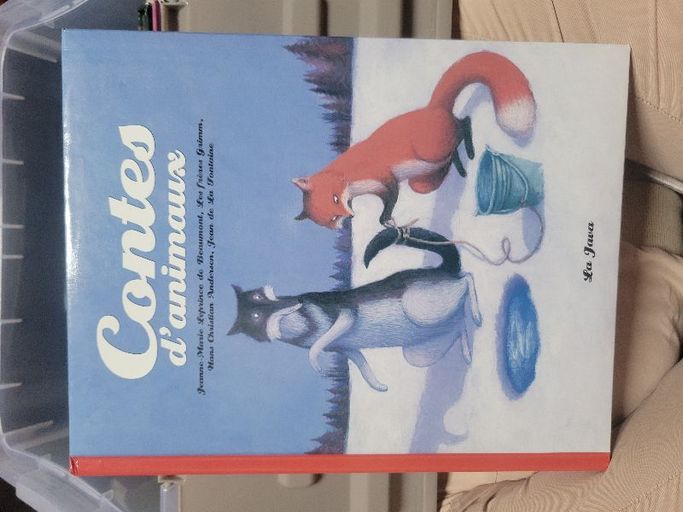 Contes
d'animaux
Jeanne-Marie Leprince de Beaumont, Les frères Grimm,
Hans Christian Andersen, Jean de La Fontaine
La Java